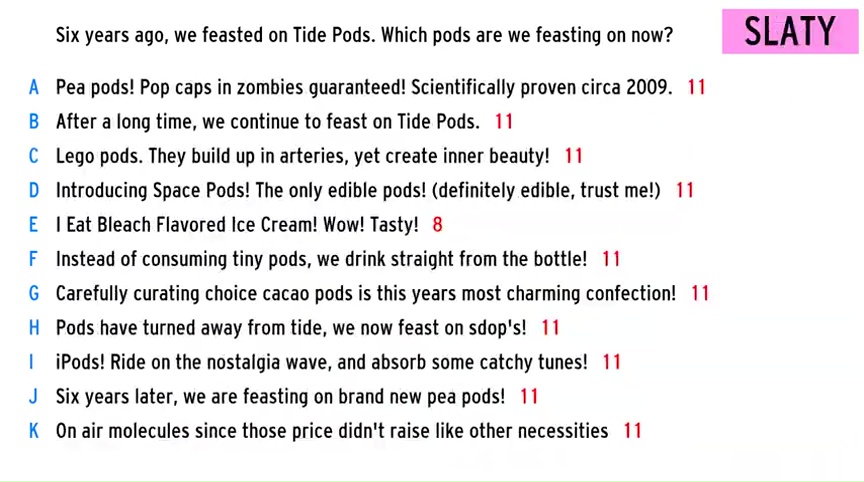 Six years ago, we feasted on Tide Pods. Which pods are we feasting on now?
SLATY
A Pea pods! Pop caps in zombies guaranteed! Scientifically proven circa 2009. 11
B After a long time, we continue to feast on Tide Pods. 11
C Lego pods. They build up in arteries, yet create inner beauty! 11
D Introducing Space Pods! The only edible pods! (definitely edible, trust me!) 11
E I Eat Bleach Flavored Ice Cream! Wow! Tasty! 8
F Instead of consuming tiny pods, we drink straight from the bottle! 11
G Carefully curating choice cacao pods is this years most charming confection! 11
H Pods have turned away from tide, we now feast on sdop's! 11
I iPods! Ride on the nostalgia wave, and absorb some catchy tunes! 11
J Six years later, we are feasting on brand new pea pods! 11
K On air molecules since those price didn't raise like other necessities 11